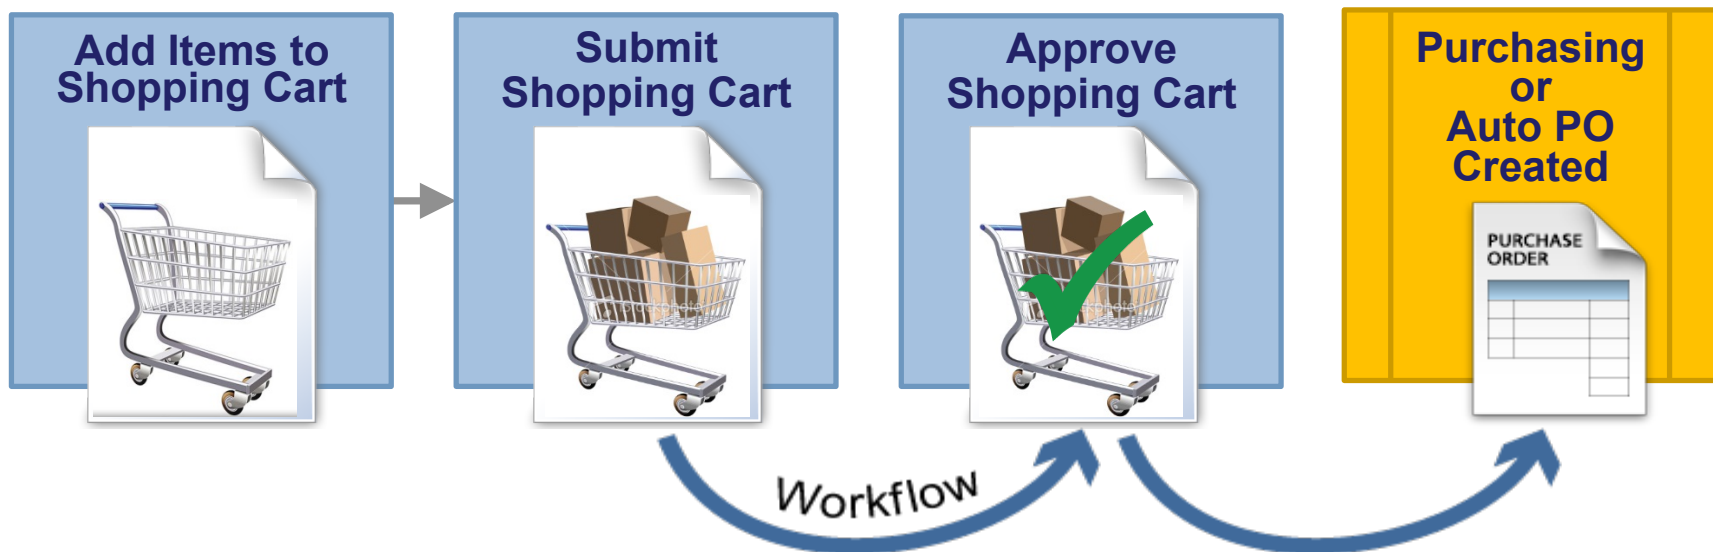 Add Items to
Shopping Cart
Submit
Shopping Cart
Approve
Shopping Cart
Purchasing
or
Auto PO
Created
PURCHASE
ORDER
Workflow